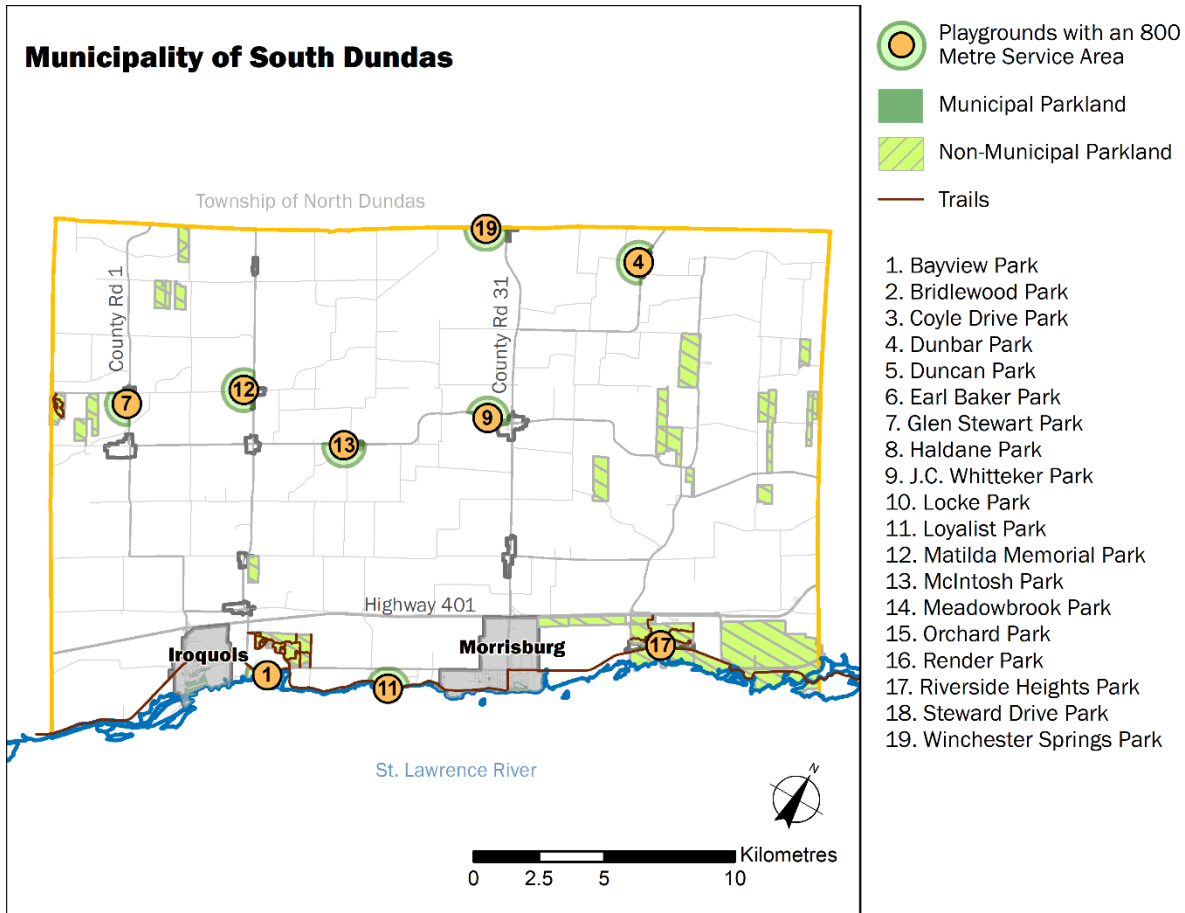 Municipality of South Dundas
Township of North Dundas
19
4
County Rd 1
County Rd 31
12
7
9
13
Highway 401
Iroquols
Morrisburg
17
1
11
St. Lawrence River
N
Kilometres
0 2.5 5 10
Playgrounds with an 800
Metre Service Area
Municipal Parkland
Non-Municipal Parkland
Trails
1. Bayview Park
2. Bridlewood Park
3. Coyle Drive Park
4. Dunbar Park
5. Duncan Park
6. Earl Baker Park
7. Glen Stewart Park
8. Haldane Park
9. J.C. Whitteker Park
10. Locke Park
11. Loyalist Park
12. Matilda Memorial Park
13. McIntosh Park
14. Meadowbrook Park
15. Orchard Park
16. Render Park
17. Riverside Heights Park
18. Steward Drive Park
19. Winchester Springs Park